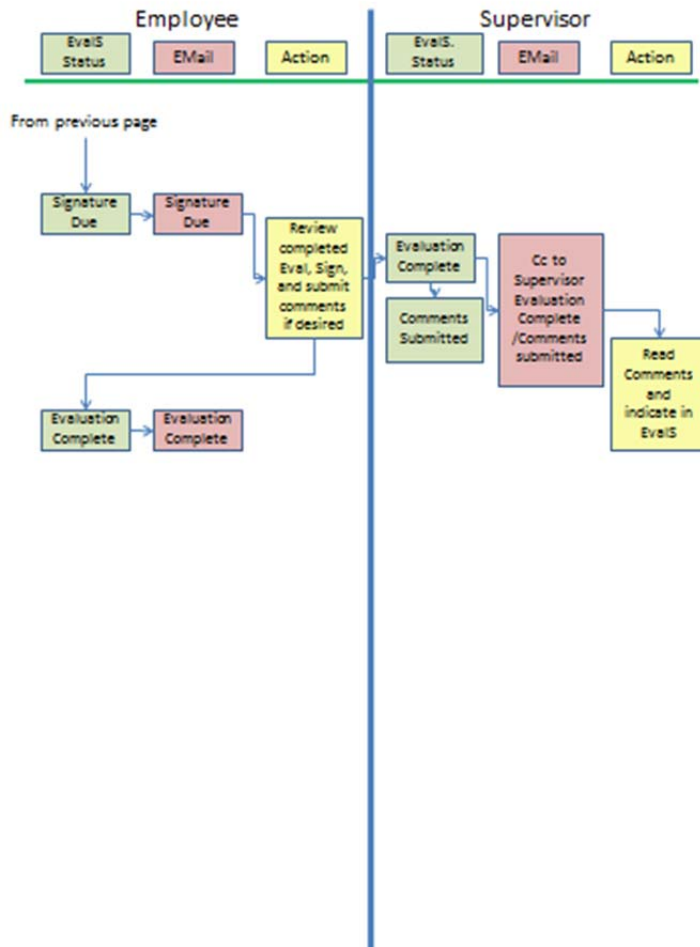 Employee
Supervisor
EvalS
Status
EMail
Action
EvalS.
Status
EMail
Action
From previous page
Signature
Due
Signature
Due
Review
completed
Eval, Sign,
and submit
comments
if desired
Evaluation
Complete
Comments
Submitted
Cc to
Supervisor
Evaluation
Complete
/Comments
submitted
Read
Comments
and
indicate in
EvalS
Evaluation
Complete
Evaluation
Complete